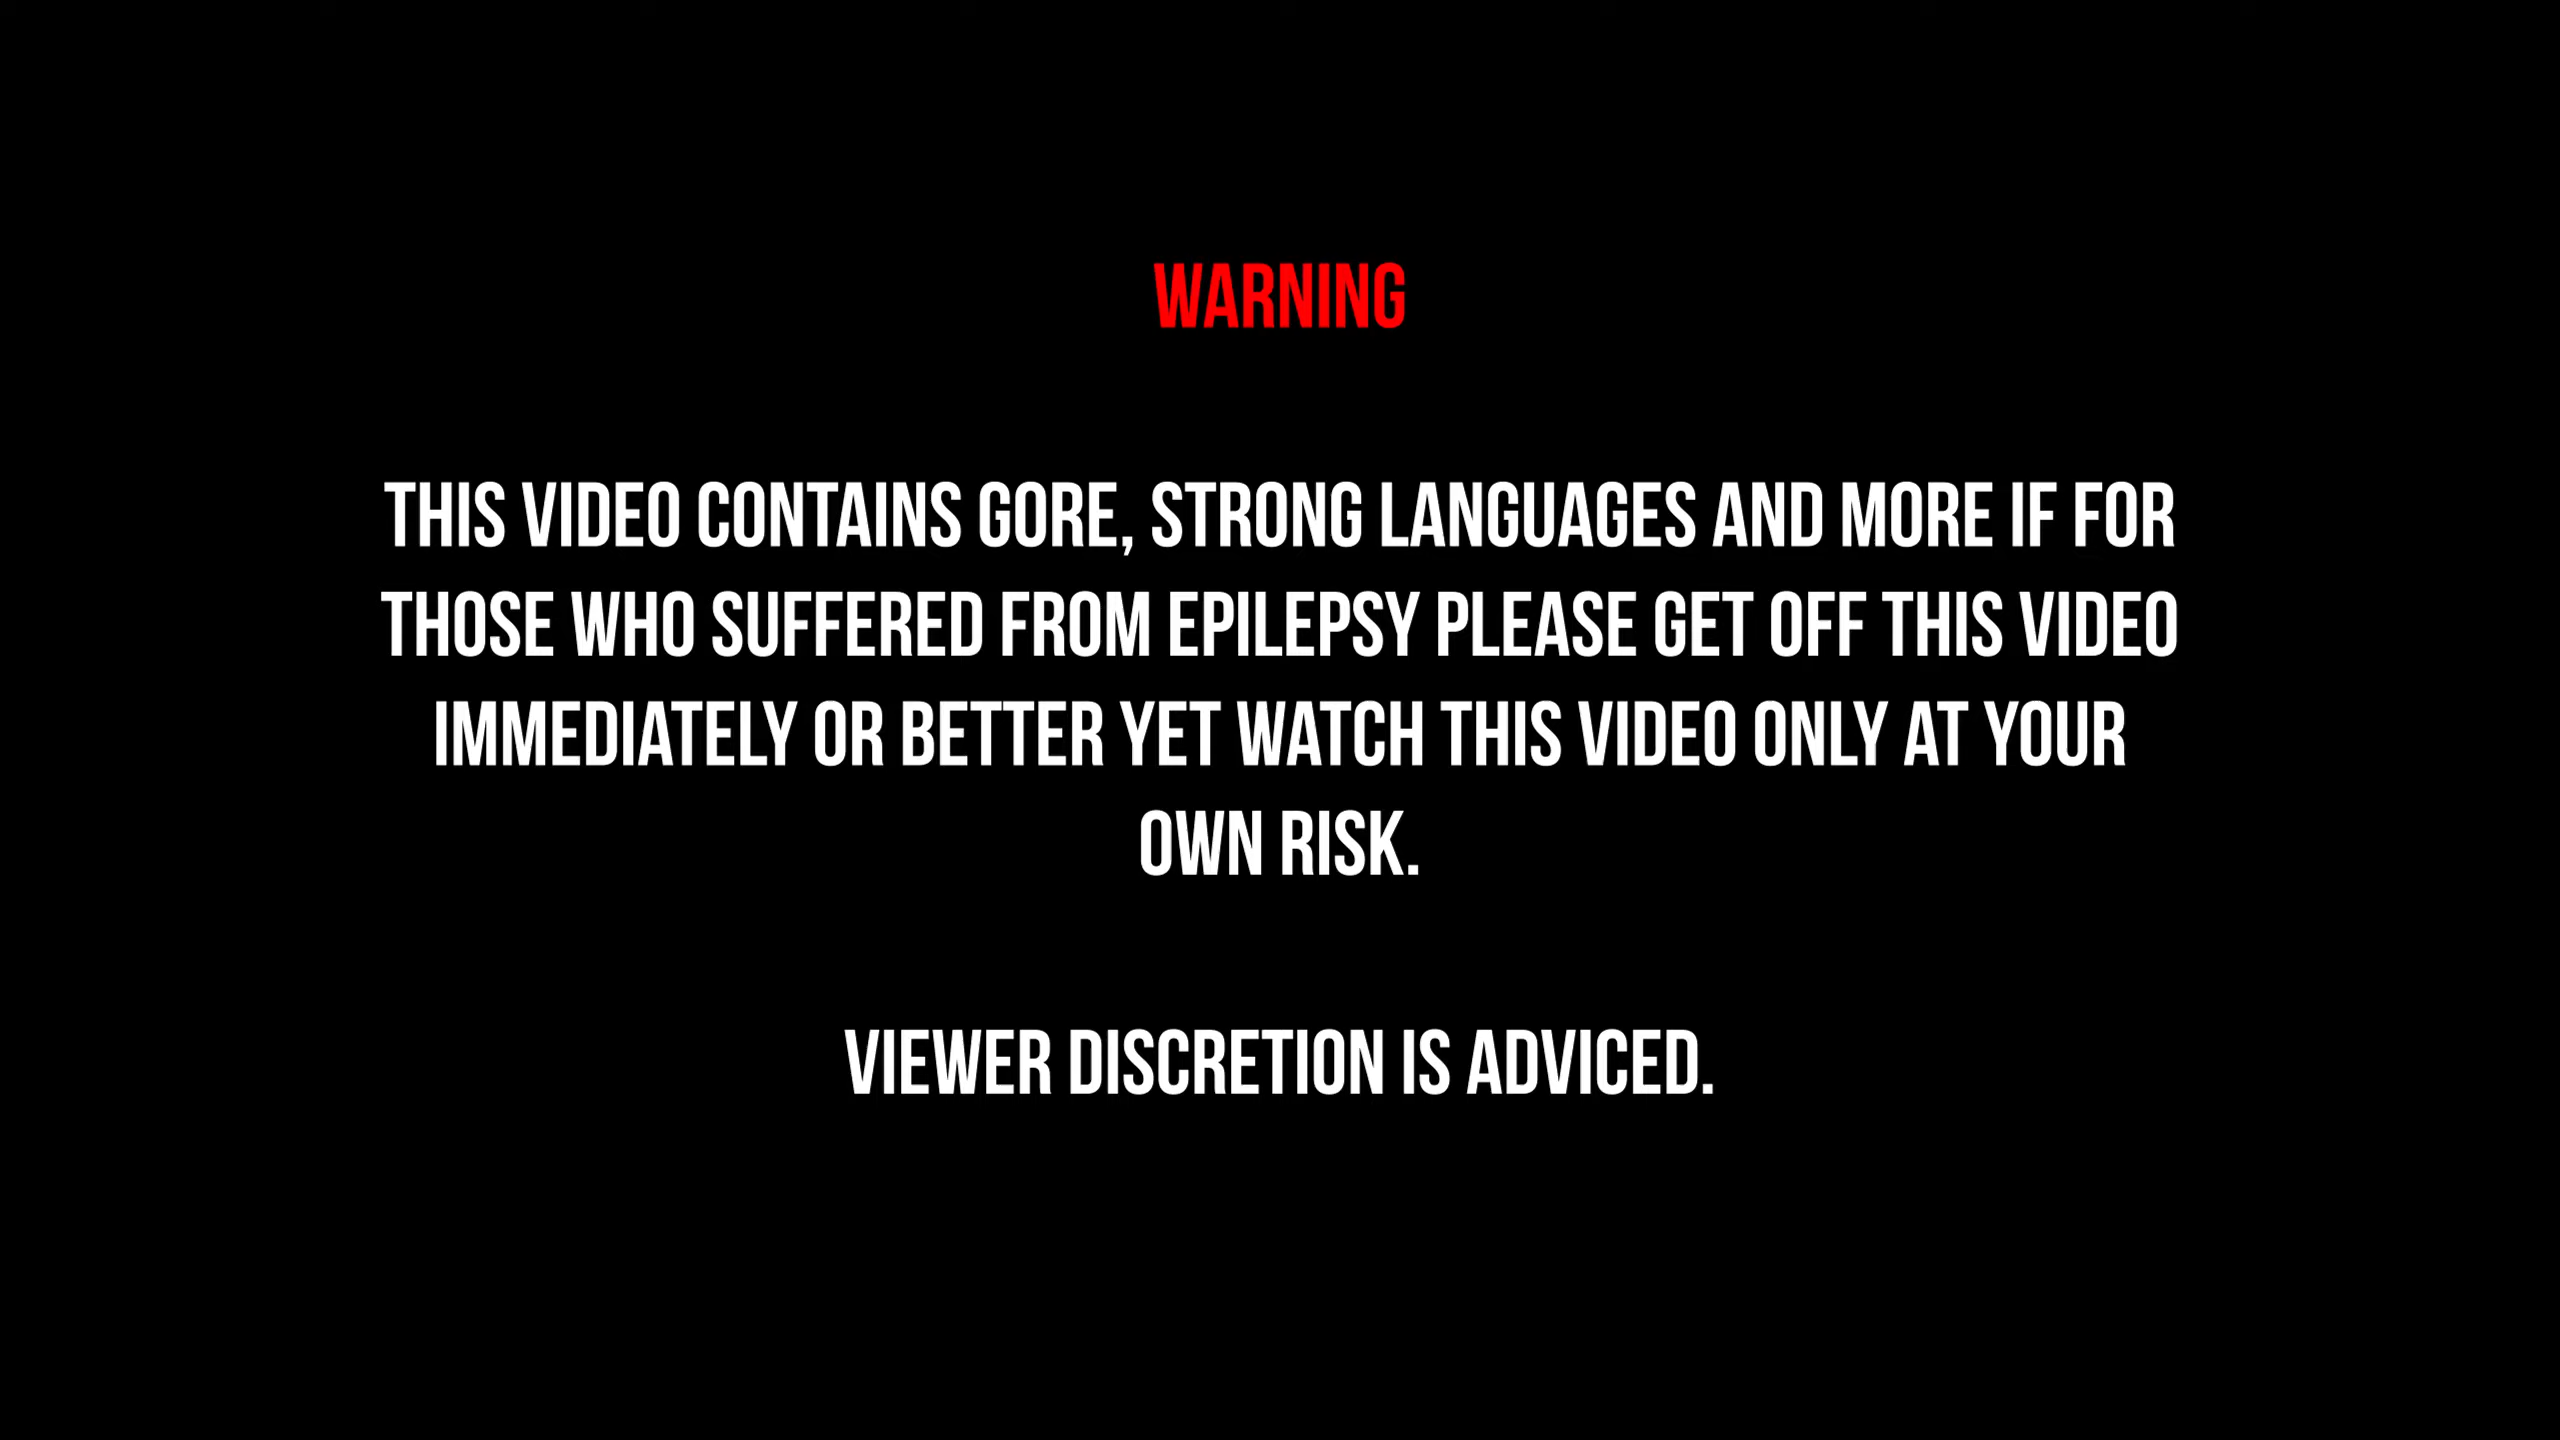 WARNING
THIS VIDEO CONTAINS GORE, STRONG LANGUAGES AND MORE IF FOR
THOSE WHO SUFFERED FROM EPILEPSY PLEASE GET OFF THIS VIDEO
IMMEDIATELY OR BETTER YET WATCH THIS VIDEO ONLY AT YOUR
OWN RISK.
VIEWER DISCRETION IS ADVICED.